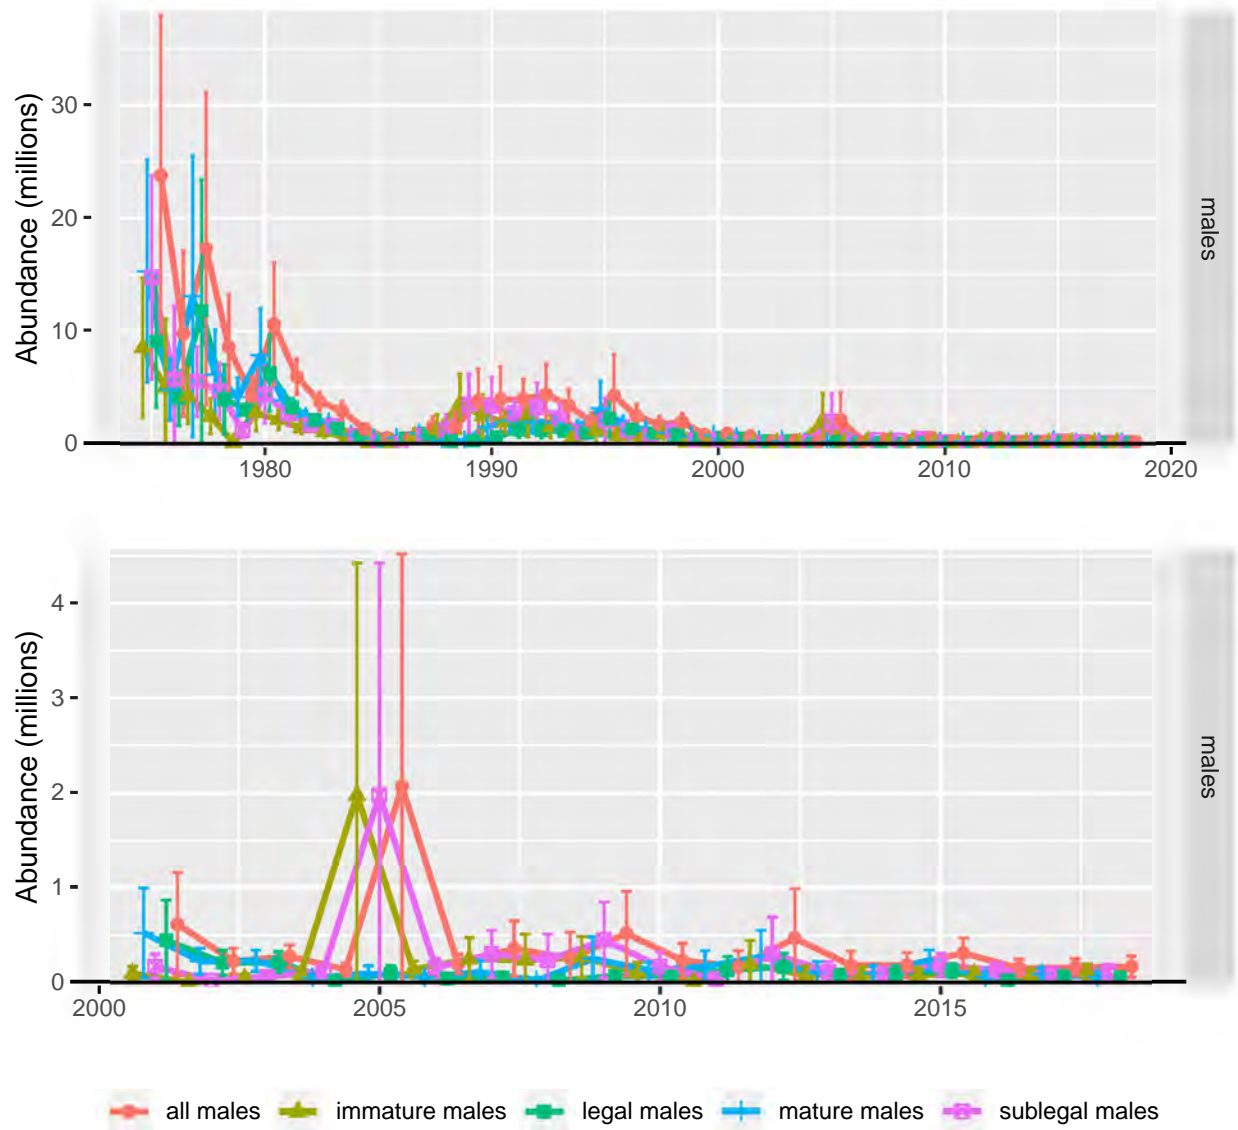 Abundance (millions)
30
20
10
0
1980
1990
2000
2010
2020
males
Abundance (millions)
4
3
2
1
0
2000
2005
2010
2015
males
all males
immature males
legal males
mature males
sublegal males